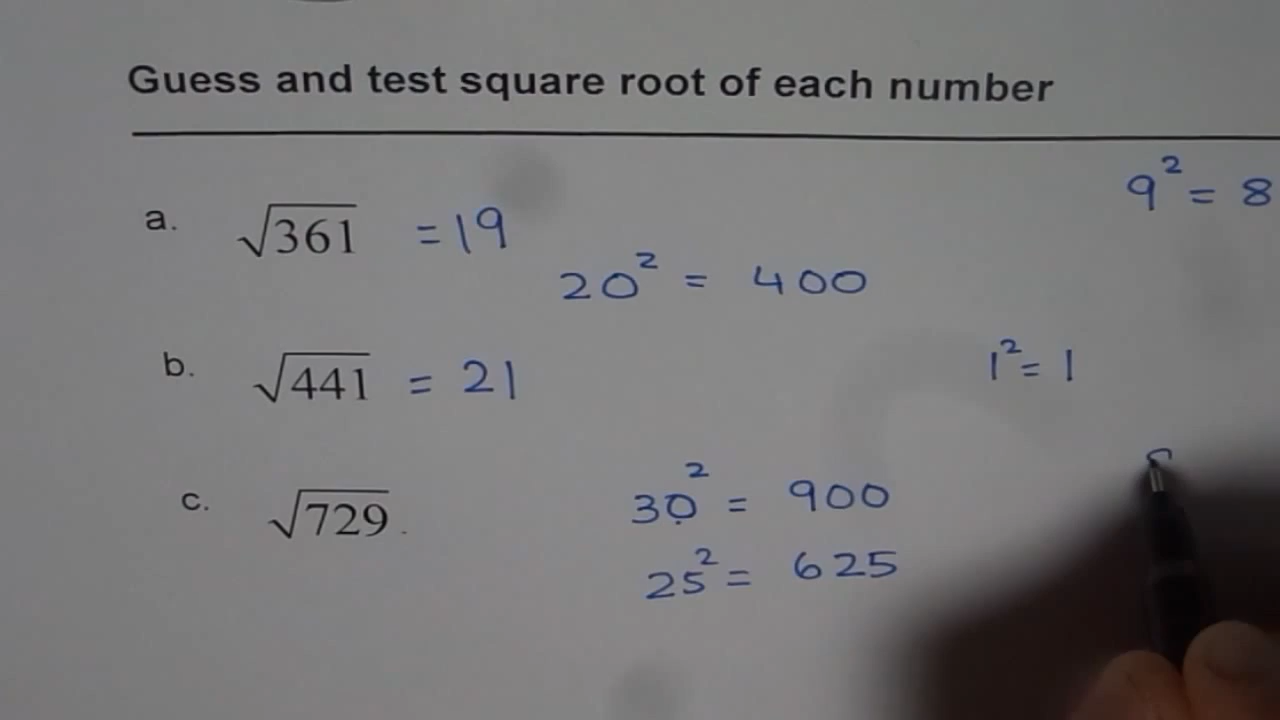 Guess and test square root of each number
9² = 8
a. √361 = 19
20² = 400
b. √441 = 21
1² = 1
c. √729
30² = 900
25² = 625